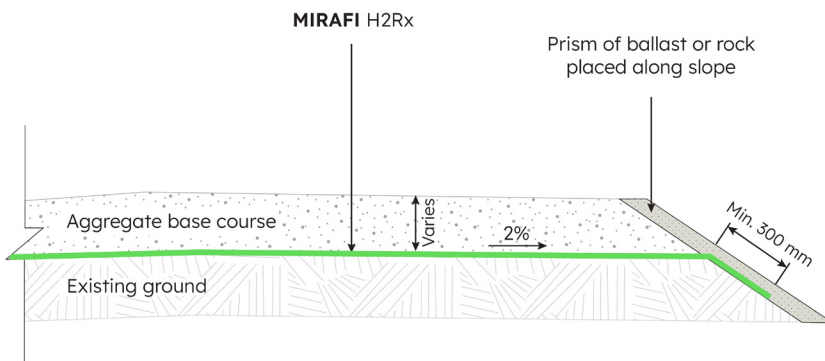 MIRAFI H2Rx
Prism of ballast or rock
placed along slope
Aggregate base course
Varies
2%
Min. 300 mm
Existing ground